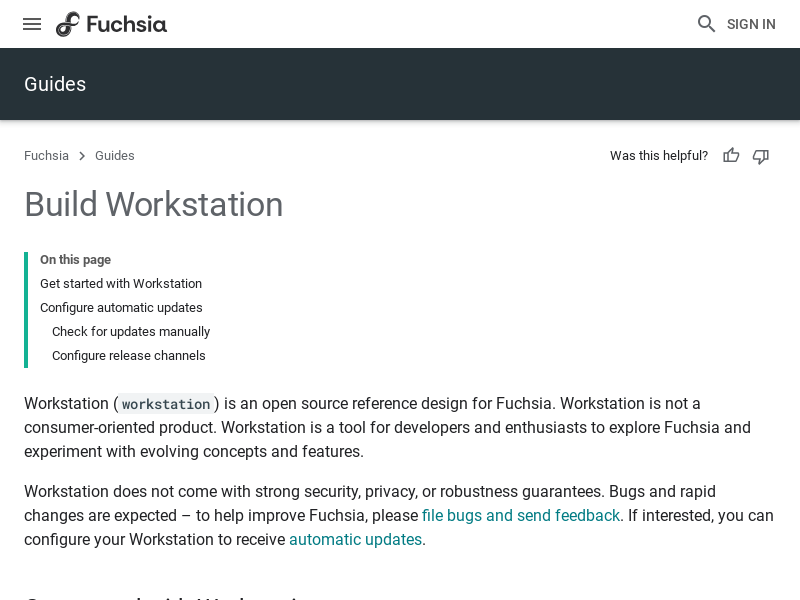 Fuchsia
SIGN IN
Guides
Fuchsia
Guides
Was this helpful?
Build Workstation
On this page
Get started with Workstation
Configure automatic updates
Check for updates manually
Configure release channels
Workstation (workstation) is an open source reference design for Fuchsia. Workstation is not a
consumer-oriented product. Workstation is a tool for developers and enthusiasts to explore Fuchsia and
experiment with evolving concepts and features.
Workstation does not come with strong security, privacy, or robustness guarantees. Bugs and rapid
changes are expected – to help improve Fuchsia, please file bugs and send feedback. If interested, you can
configure your Workstation to receive automatic updates.